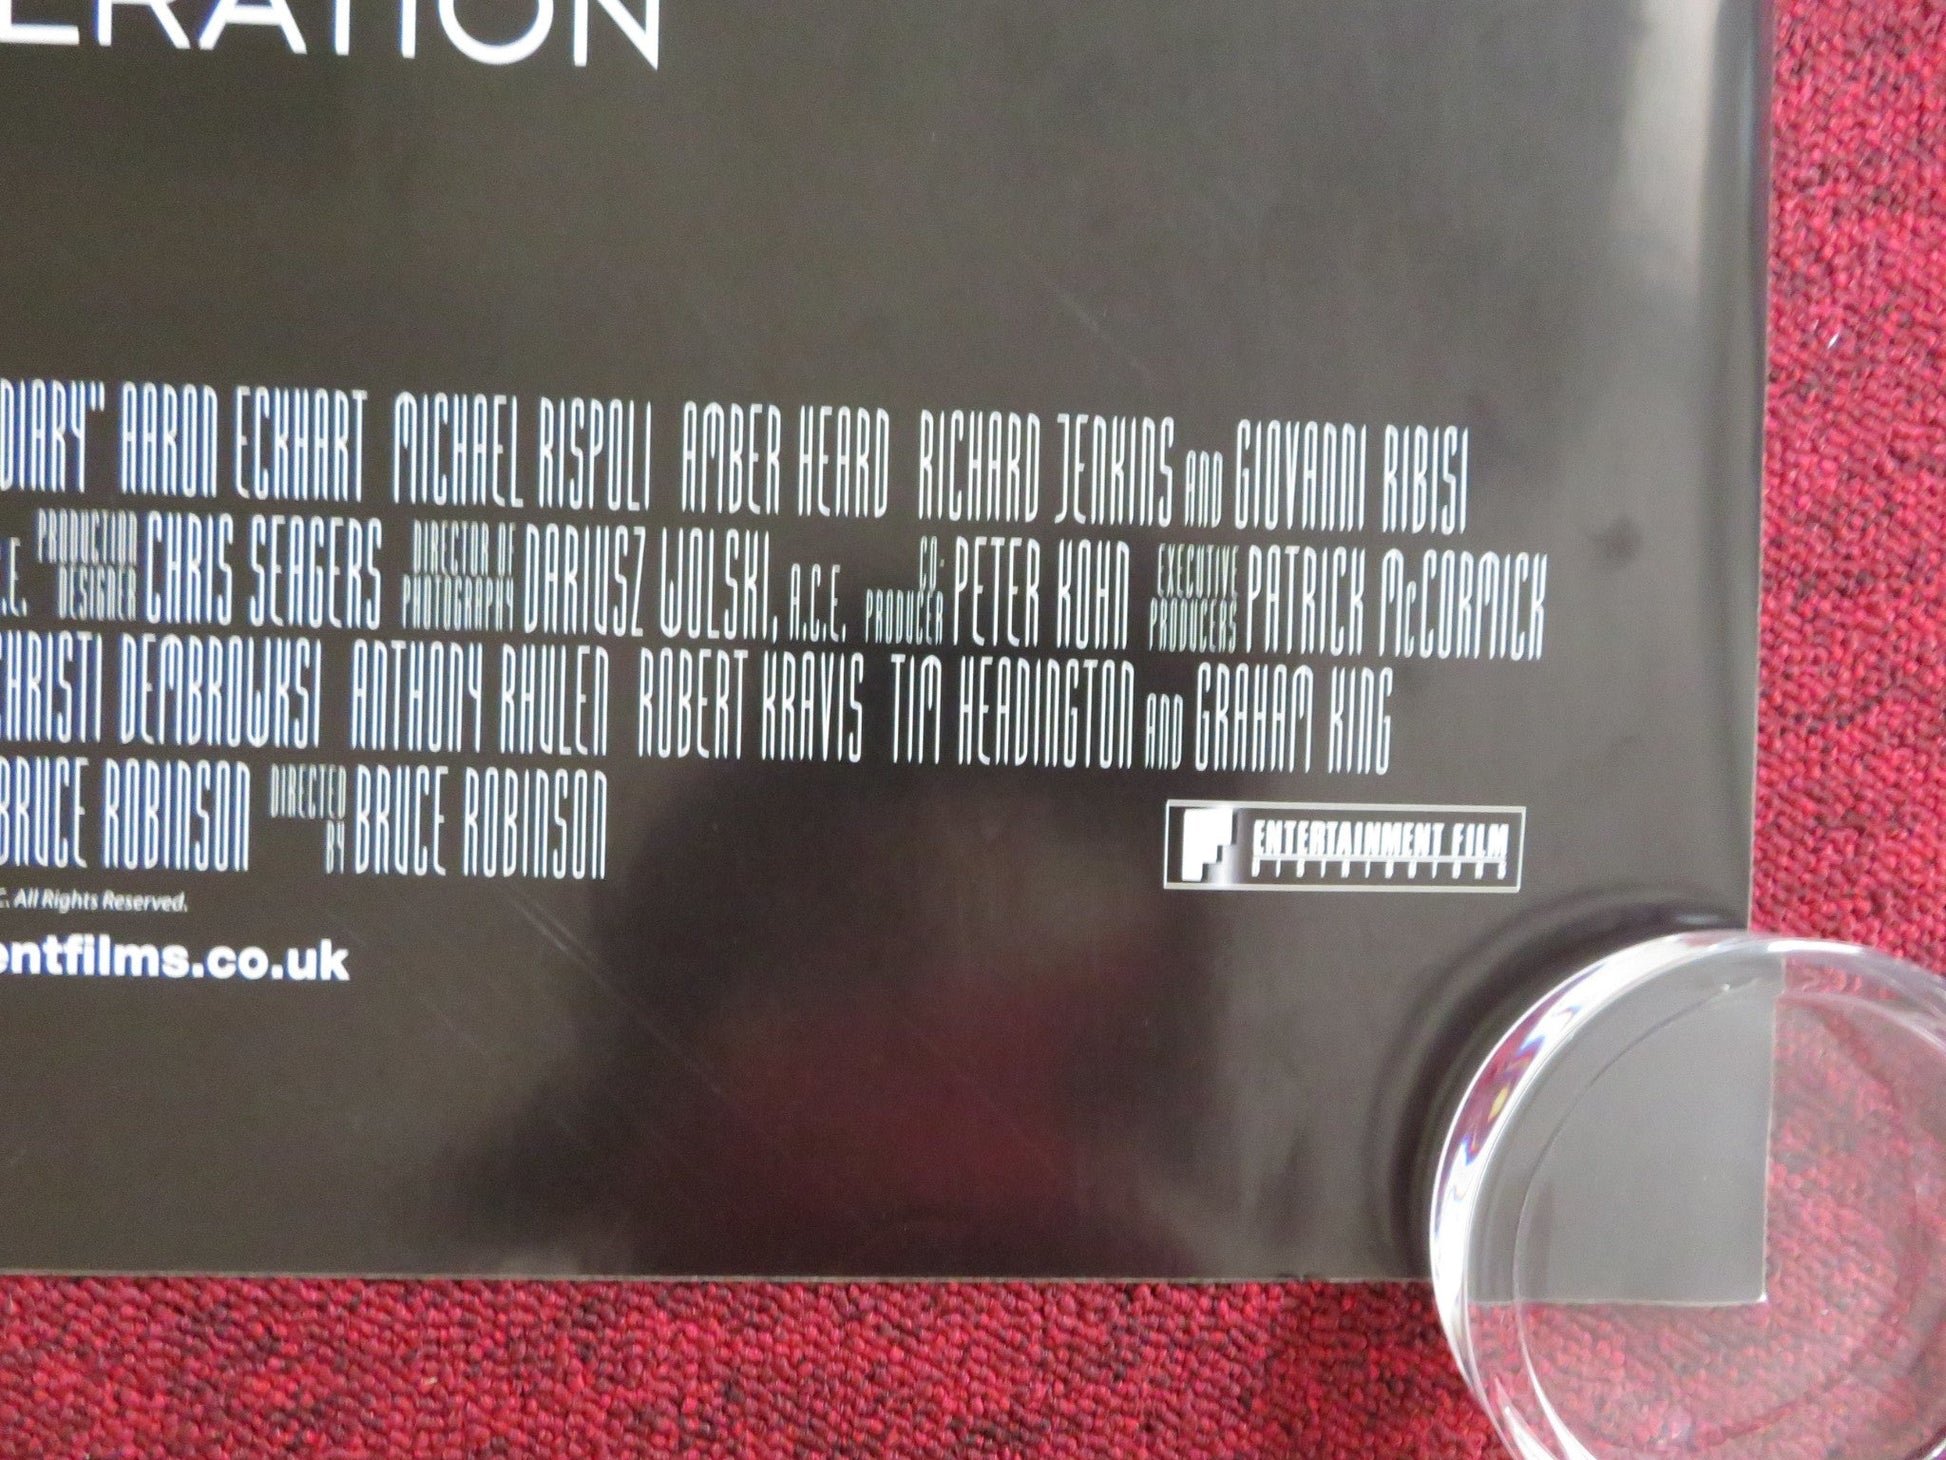 ERATION
DIARY" AARON ECKHART MICHAEL RISPOLI AMBER HEARD RICHARD JENKINS AND GIOVANNI RIBISI
.C.E. PRODUCTION DESIGNER CHRIS SEAGERS DIRECTOR OF PHOTOGRAPHY DARIUSZ WOLSKI, A.C.E. CO-PRODUCER PETER KOHN EXECUTIVE PRODUCERS PATRICK McCORMICK
CHRISTI DEMBROWKSI ANTHONY RHULEN ROBERT KRAVIS TIM HEADINGTON AND GRAHAM KING
BRUCE ROBINSON DIRECTED BY BRUCE ROBINSON
ENTERTAINMENT FILM
DISTRIBUTORS
C. All Rights Reserved.
entfilms.co.uk